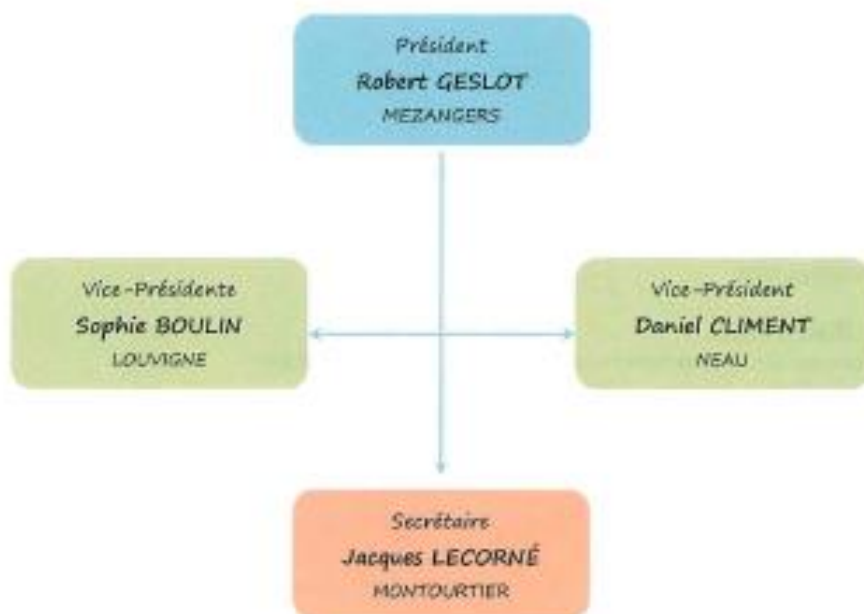 Président
Robert GESLOT
MEZANGERS
Vice-Présidente
Sophie BOULIN
LOUVIGNE
Vice-Président
Daniel CLIMENT
NEAU
Secrétaire
Jacques LECORNÉ
MONTOURTIER